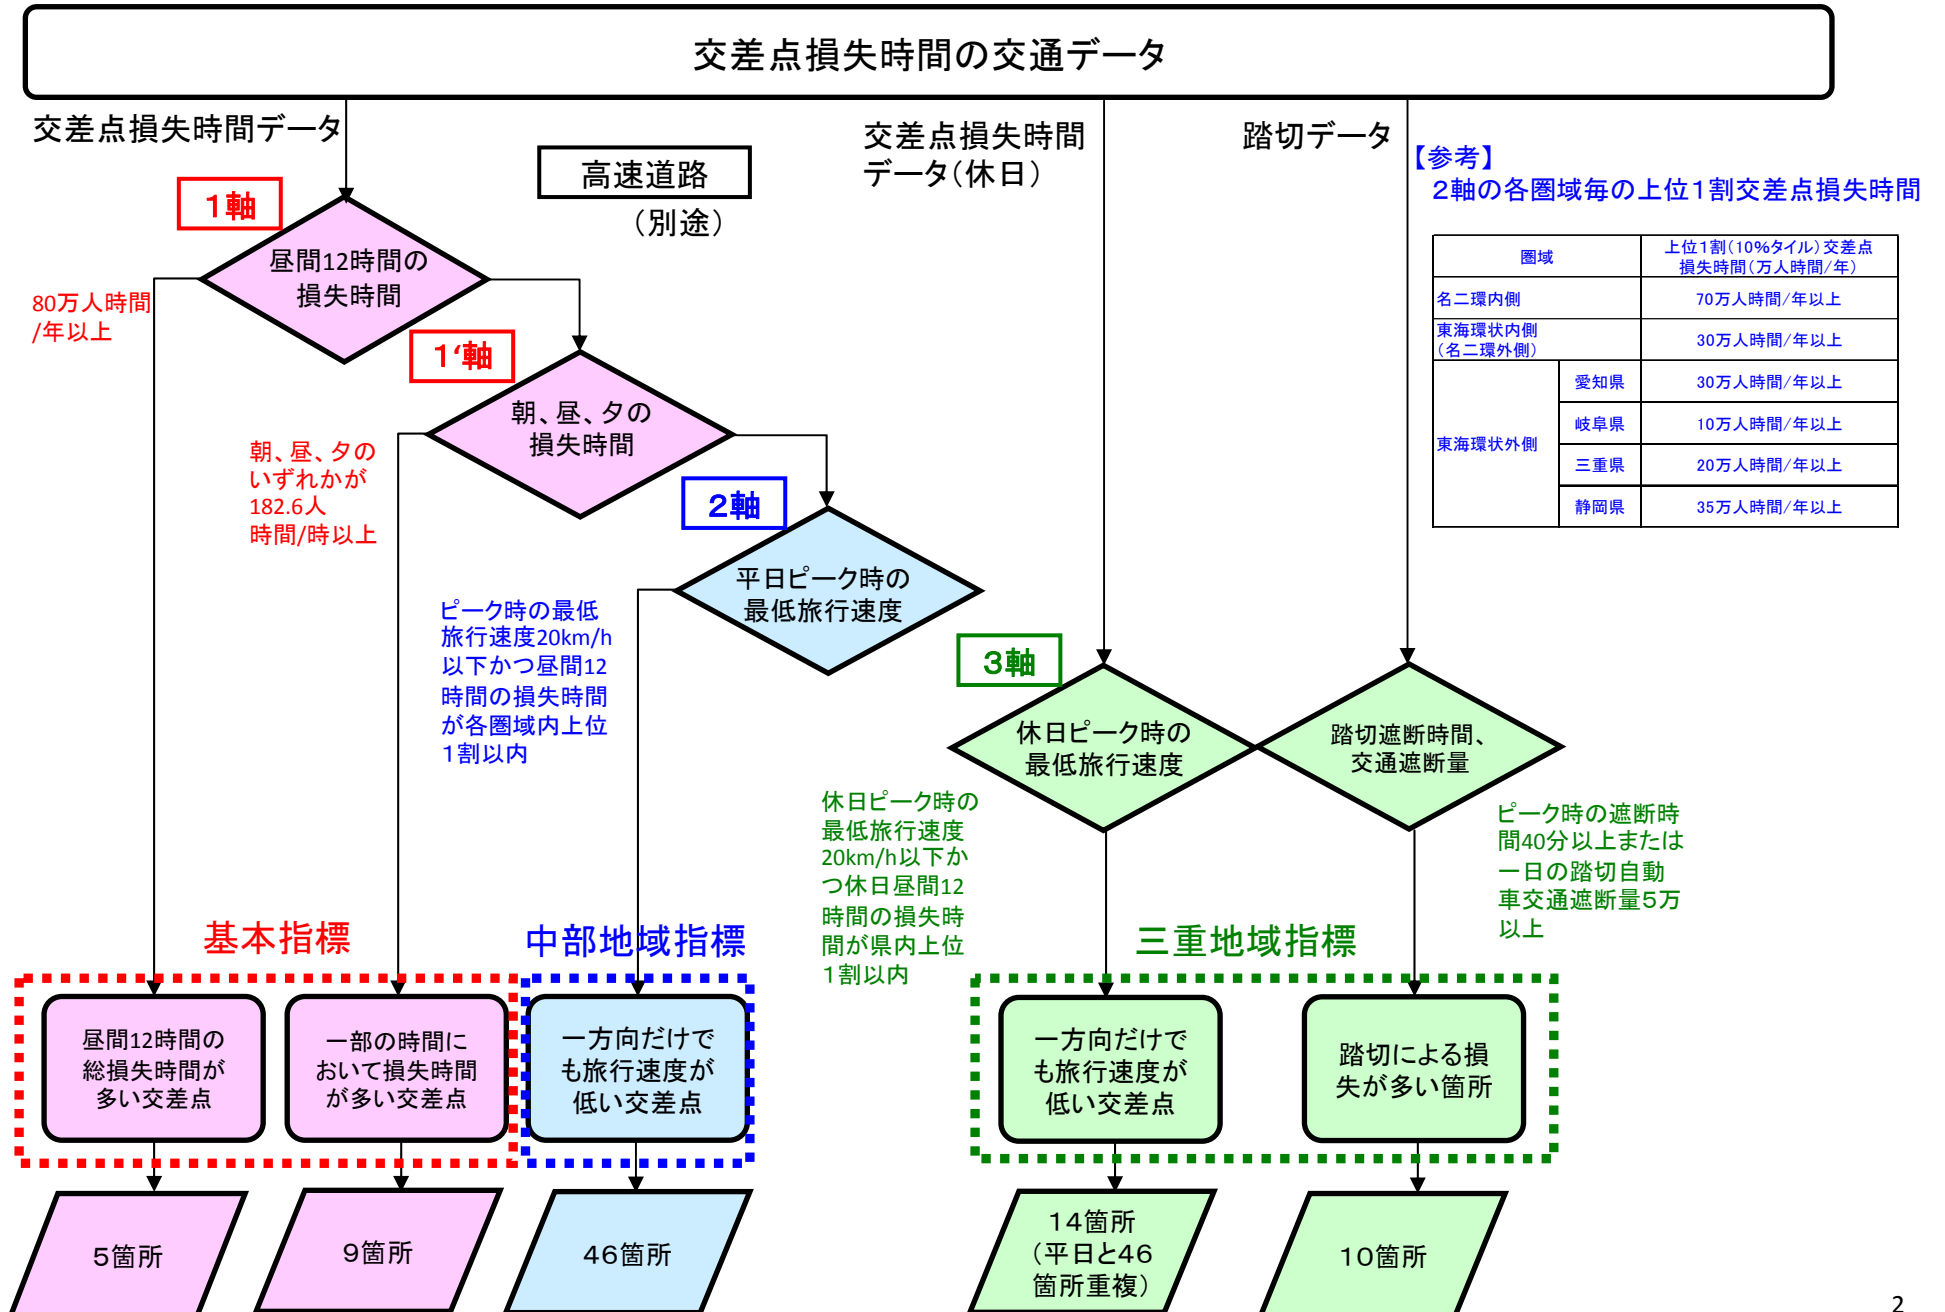 交差点損失時間の交通データ
交差点損失時間データ
高速道路
（別途）
交差点損失時間
データ（休日）
踏切データ
【参考】
２軸の各圏域毎の上位１割交差点損失時間
圏域
上位１割（10%タイル）交差点
損失時間（万人時間/年）
名二環内側
70万人時間/年以上
東海環状内側
（名二環外側）
30万人時間/年以上
東海環状外側
愛知県
30万人時間/年以上
岐阜県
10万人時間/年以上
三重県
20万人時間/年以上
静岡県
35万人時間/年以上
１軸
昼間12時間の
損失時間
80万人時間
/年以上
１‘軸
朝、昼、夕の
損失時間
朝、昼、夕の
いずれかが
182.6人
時間/時以上
２軸
平日ピーク時の
最低旅行速度
ピーク時の最低
旅行速度20km/h
以下かつ昼間12
時間の損失時間
が各圏域内上位
１割以内
３軸
休日ピーク時の
最低旅行速度
休日ピーク時の
最低旅行速度
20km/h以下か
つ休日昼間12
時間の損失時
間が県内上位
１割以内
踏切遮断時間、
交通遮断量
ピーク時の遮断時
間40分以上または
一日の踏切自動
車交通遮断量５万
以上
基本指標
中部地域指標
三重地域指標
昼間12時間の
総損失時間が
多い交差点
一部の時間に
おいて損失時間
が多い交差点
一方向だけで
も旅行速度が
低い交差点
一方向だけで
も旅行速度が
低い交差点
踏切による損
失が多い箇所
５箇所
９箇所
４６箇所
１４箇所
（平日と４６
箇所重複）
１０箇所
2